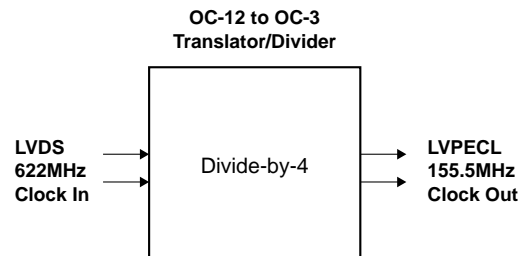 OC-12 to OC-3
Translator/Divider
LVDS
622MHz
Clock In
Divide-by-4
LVPECL
155.5MHz
Clock Out